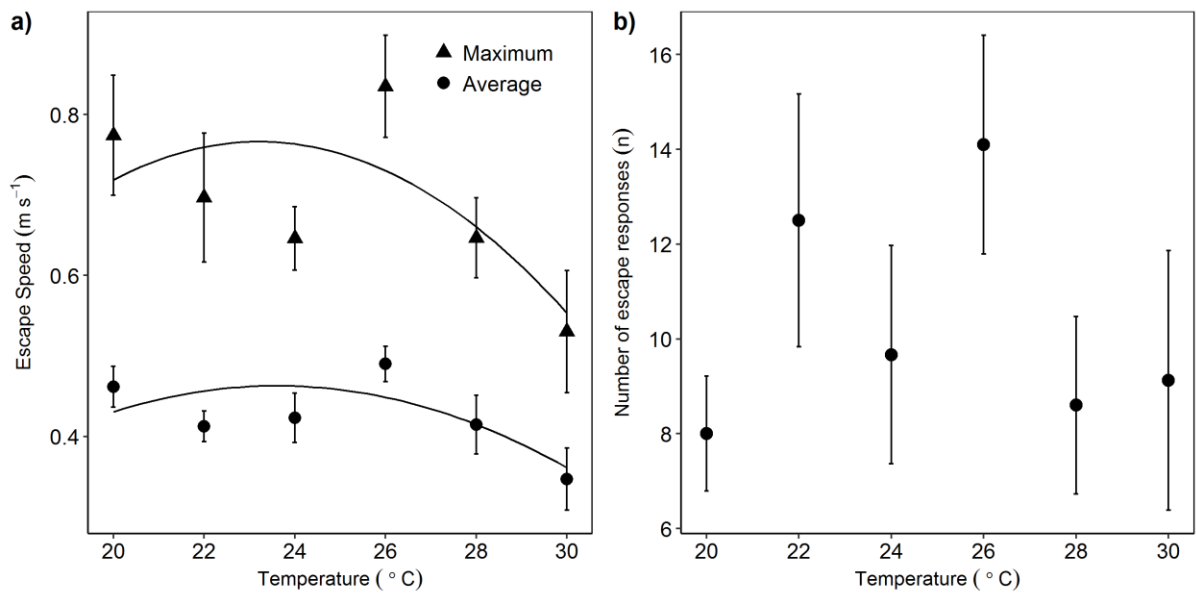 a)
Maximum
Average
0.8
0.6
0.4
Escape Speed (m s⁻¹)
20 22 24 26 28 30
Temperature ( ° C)
b)
16
14
12
10
8
6
Number of escape responses (n)
20 22 24 26 28 30
Temperature ( ° C)